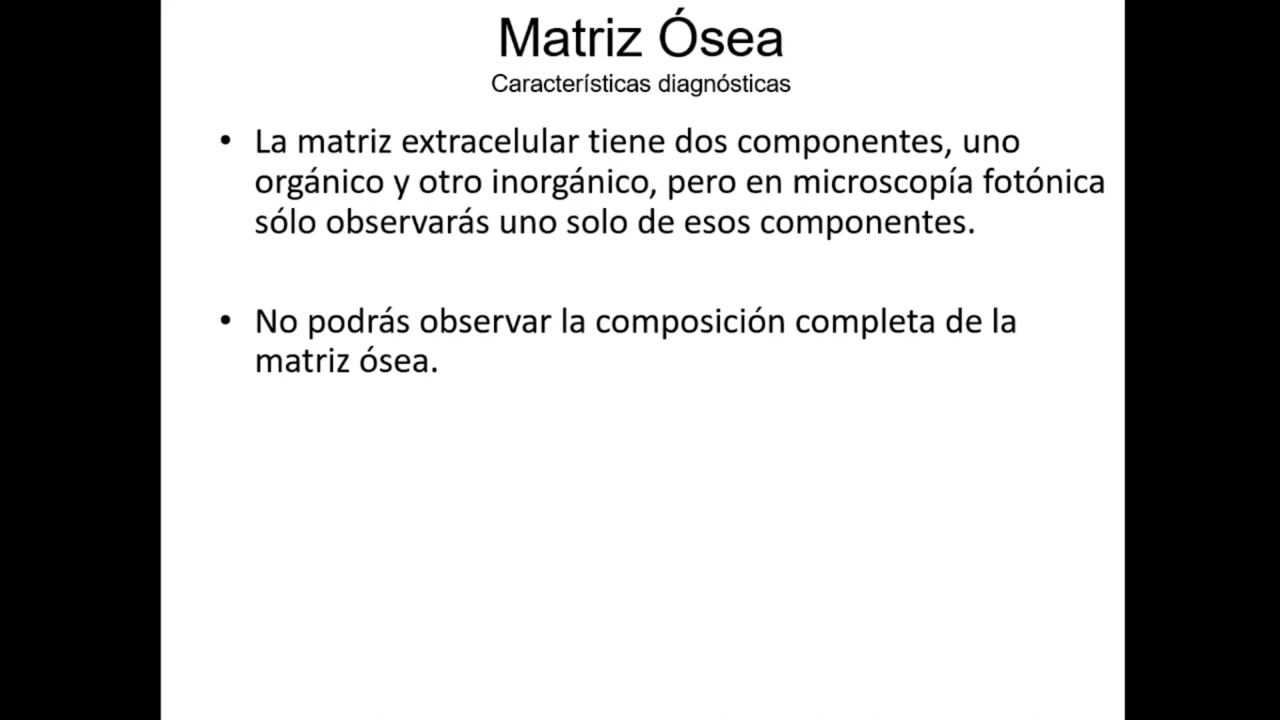 Matriz Ósea
Características diagnósticas
• La matriz extracelular tiene dos componentes, uno
orgánico y otro inorgánico, pero en microscopía fotónica
sólo observarás uno solo de esos componentes.
• No podrás observar la composición completa de la
matriz ósea.